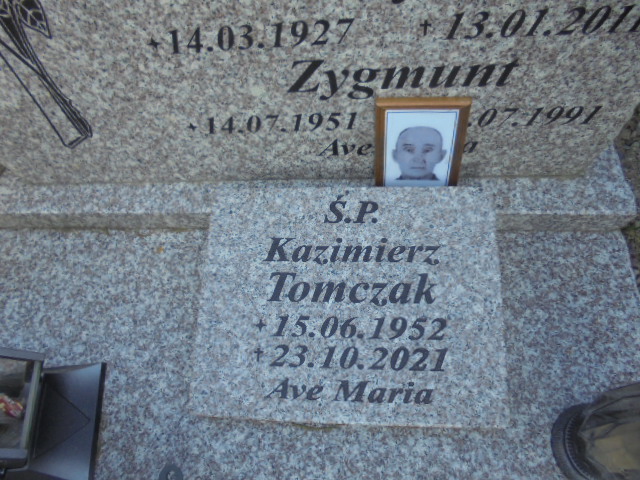 14.03.1927 † 13.01.201
Zygmunt
14.07.1951 .07.1991
Ave
Ś.P.
Kazimierz
Tomczak
15.06.1952
† 23.10.2021
Ave Maria